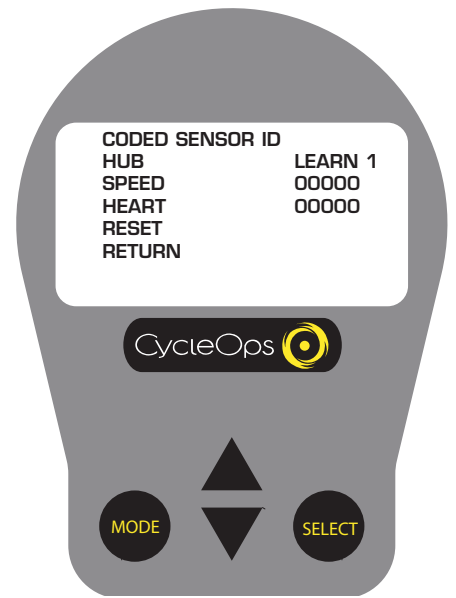 CODED SENSOR ID
HUB LEARN 1
SPEED 00000
HEART 00000
RESET
RETURN
CycleOps
MODE SELECT